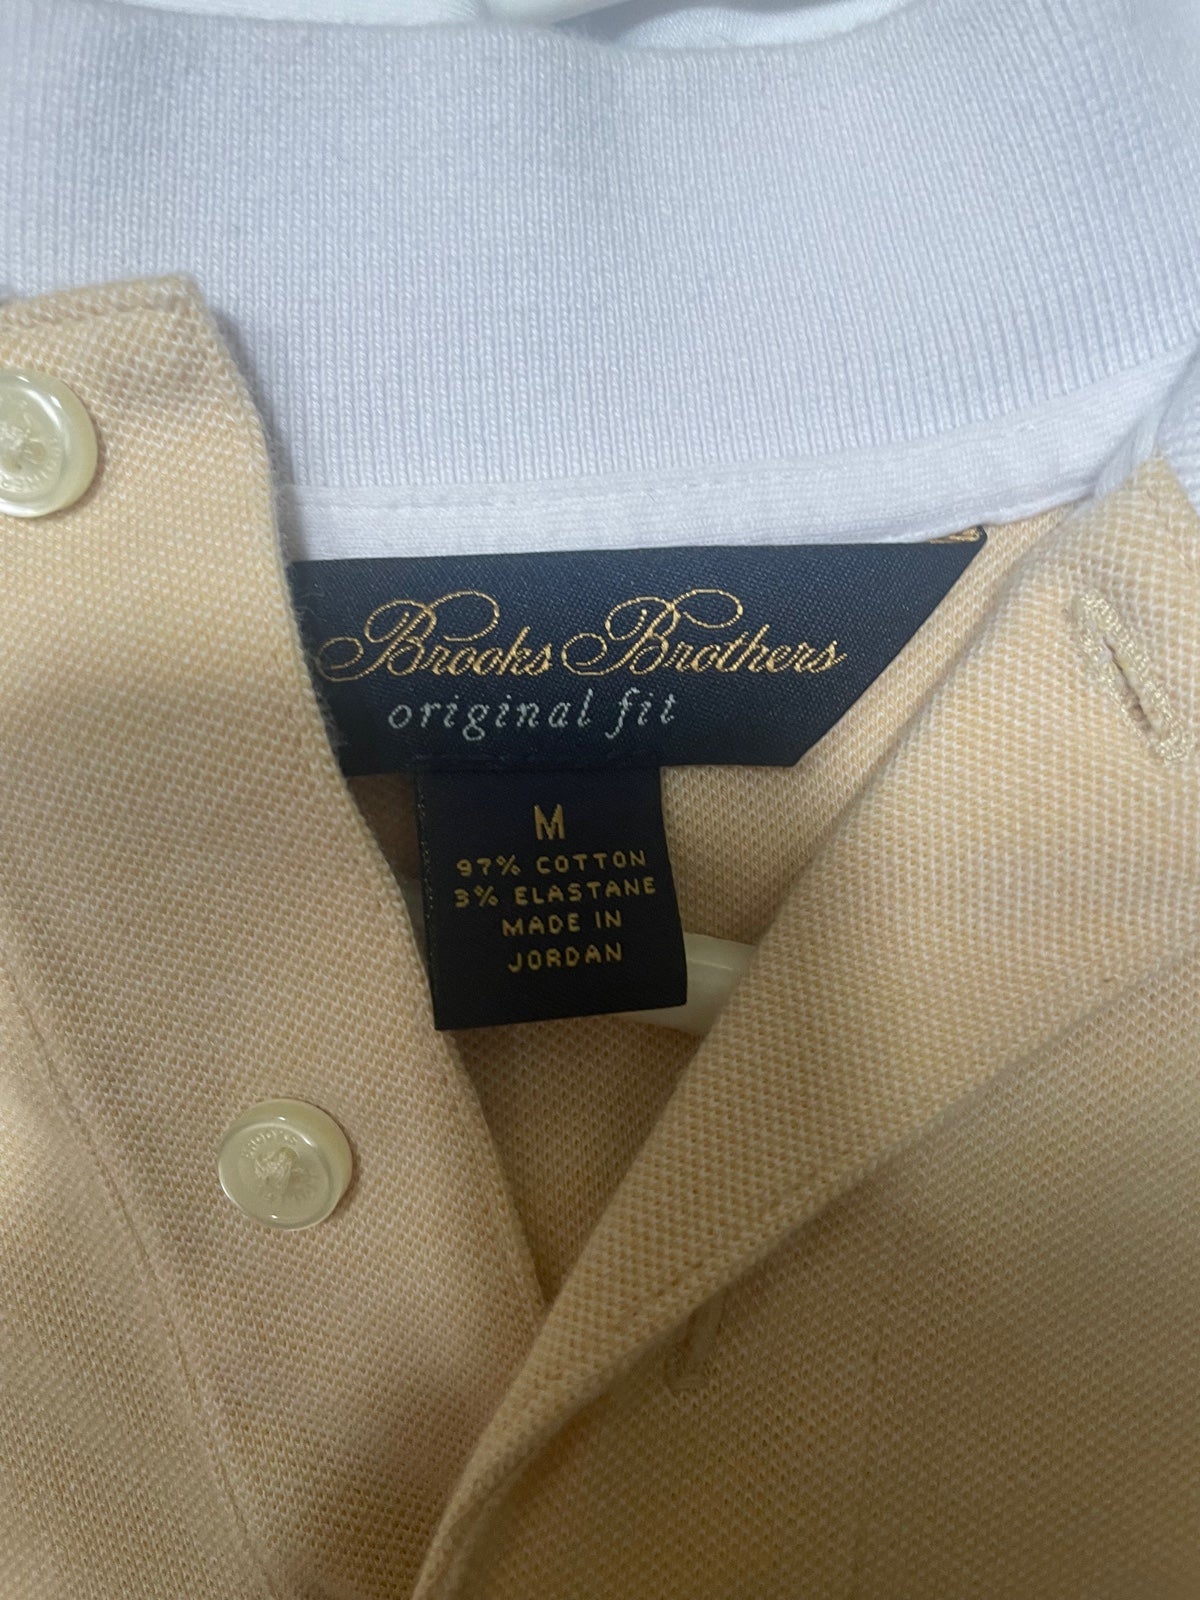 Brooks Brothers
original fit
M
97% COTTON
3% ELASTANE
MADE IN
JORDAN